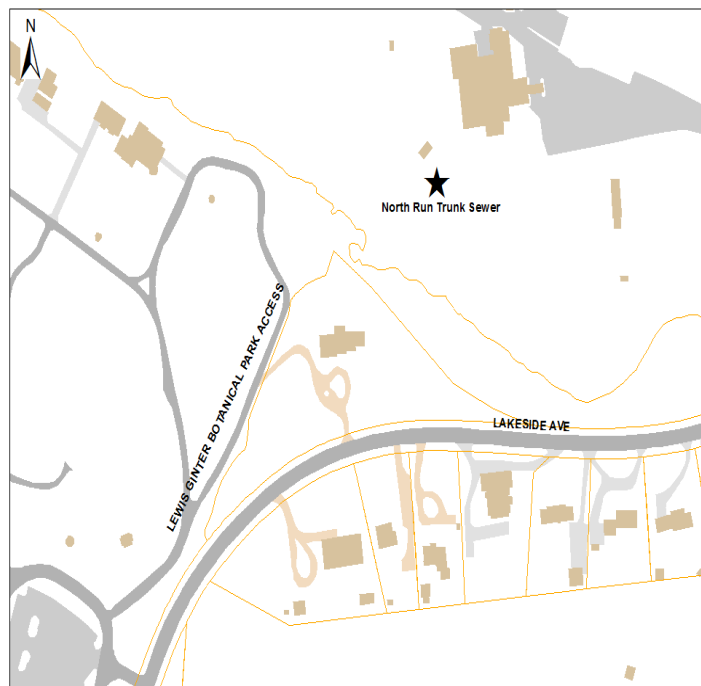 N
North Run Trunk Sewer
LEWIS GINTER BOTANICAL PARK ACCESS
LAKESIDE AVE